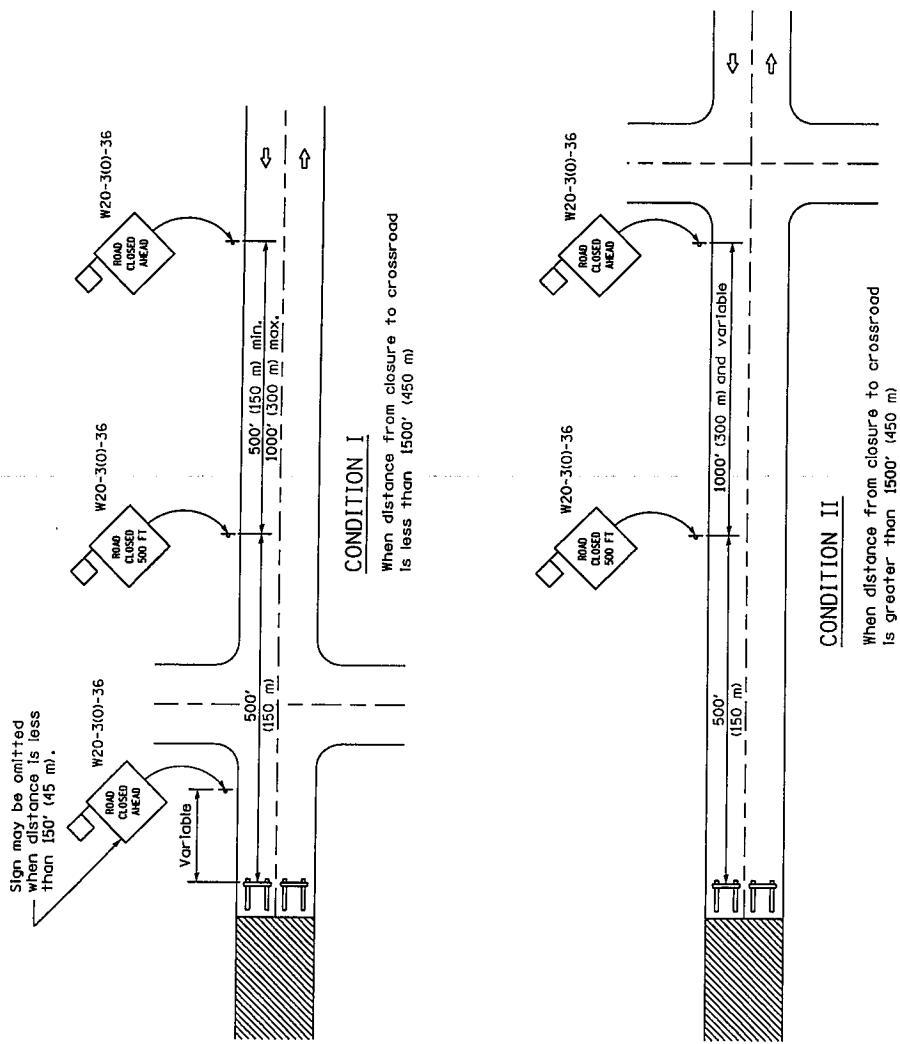 Sign may be omitted
when distance is less
than 150' (45 m).
W20-3(O)-36
ROAD
CLOSED
AHEAD
Variable
W20-3(O)-36
ROAD
CLOSED
500 FT
W20-3(O)-36
ROAD
CLOSED
AHEAD
500'
(150 m)
500' (150 m) min.
1000' (300 m) max.
CONDITION I
When distance from closure to crossroad
is less than 1500' (450 m)
W20-3(O)-36
ROAD
CLOSED
500 FT
W20-3(O)-36
ROAD
CLOSED
AHEAD
500'
(150 m)
1000' (300 m) and variable
CONDITION II
When distance from closure to crossroad
is greater than 1500' (450 m)